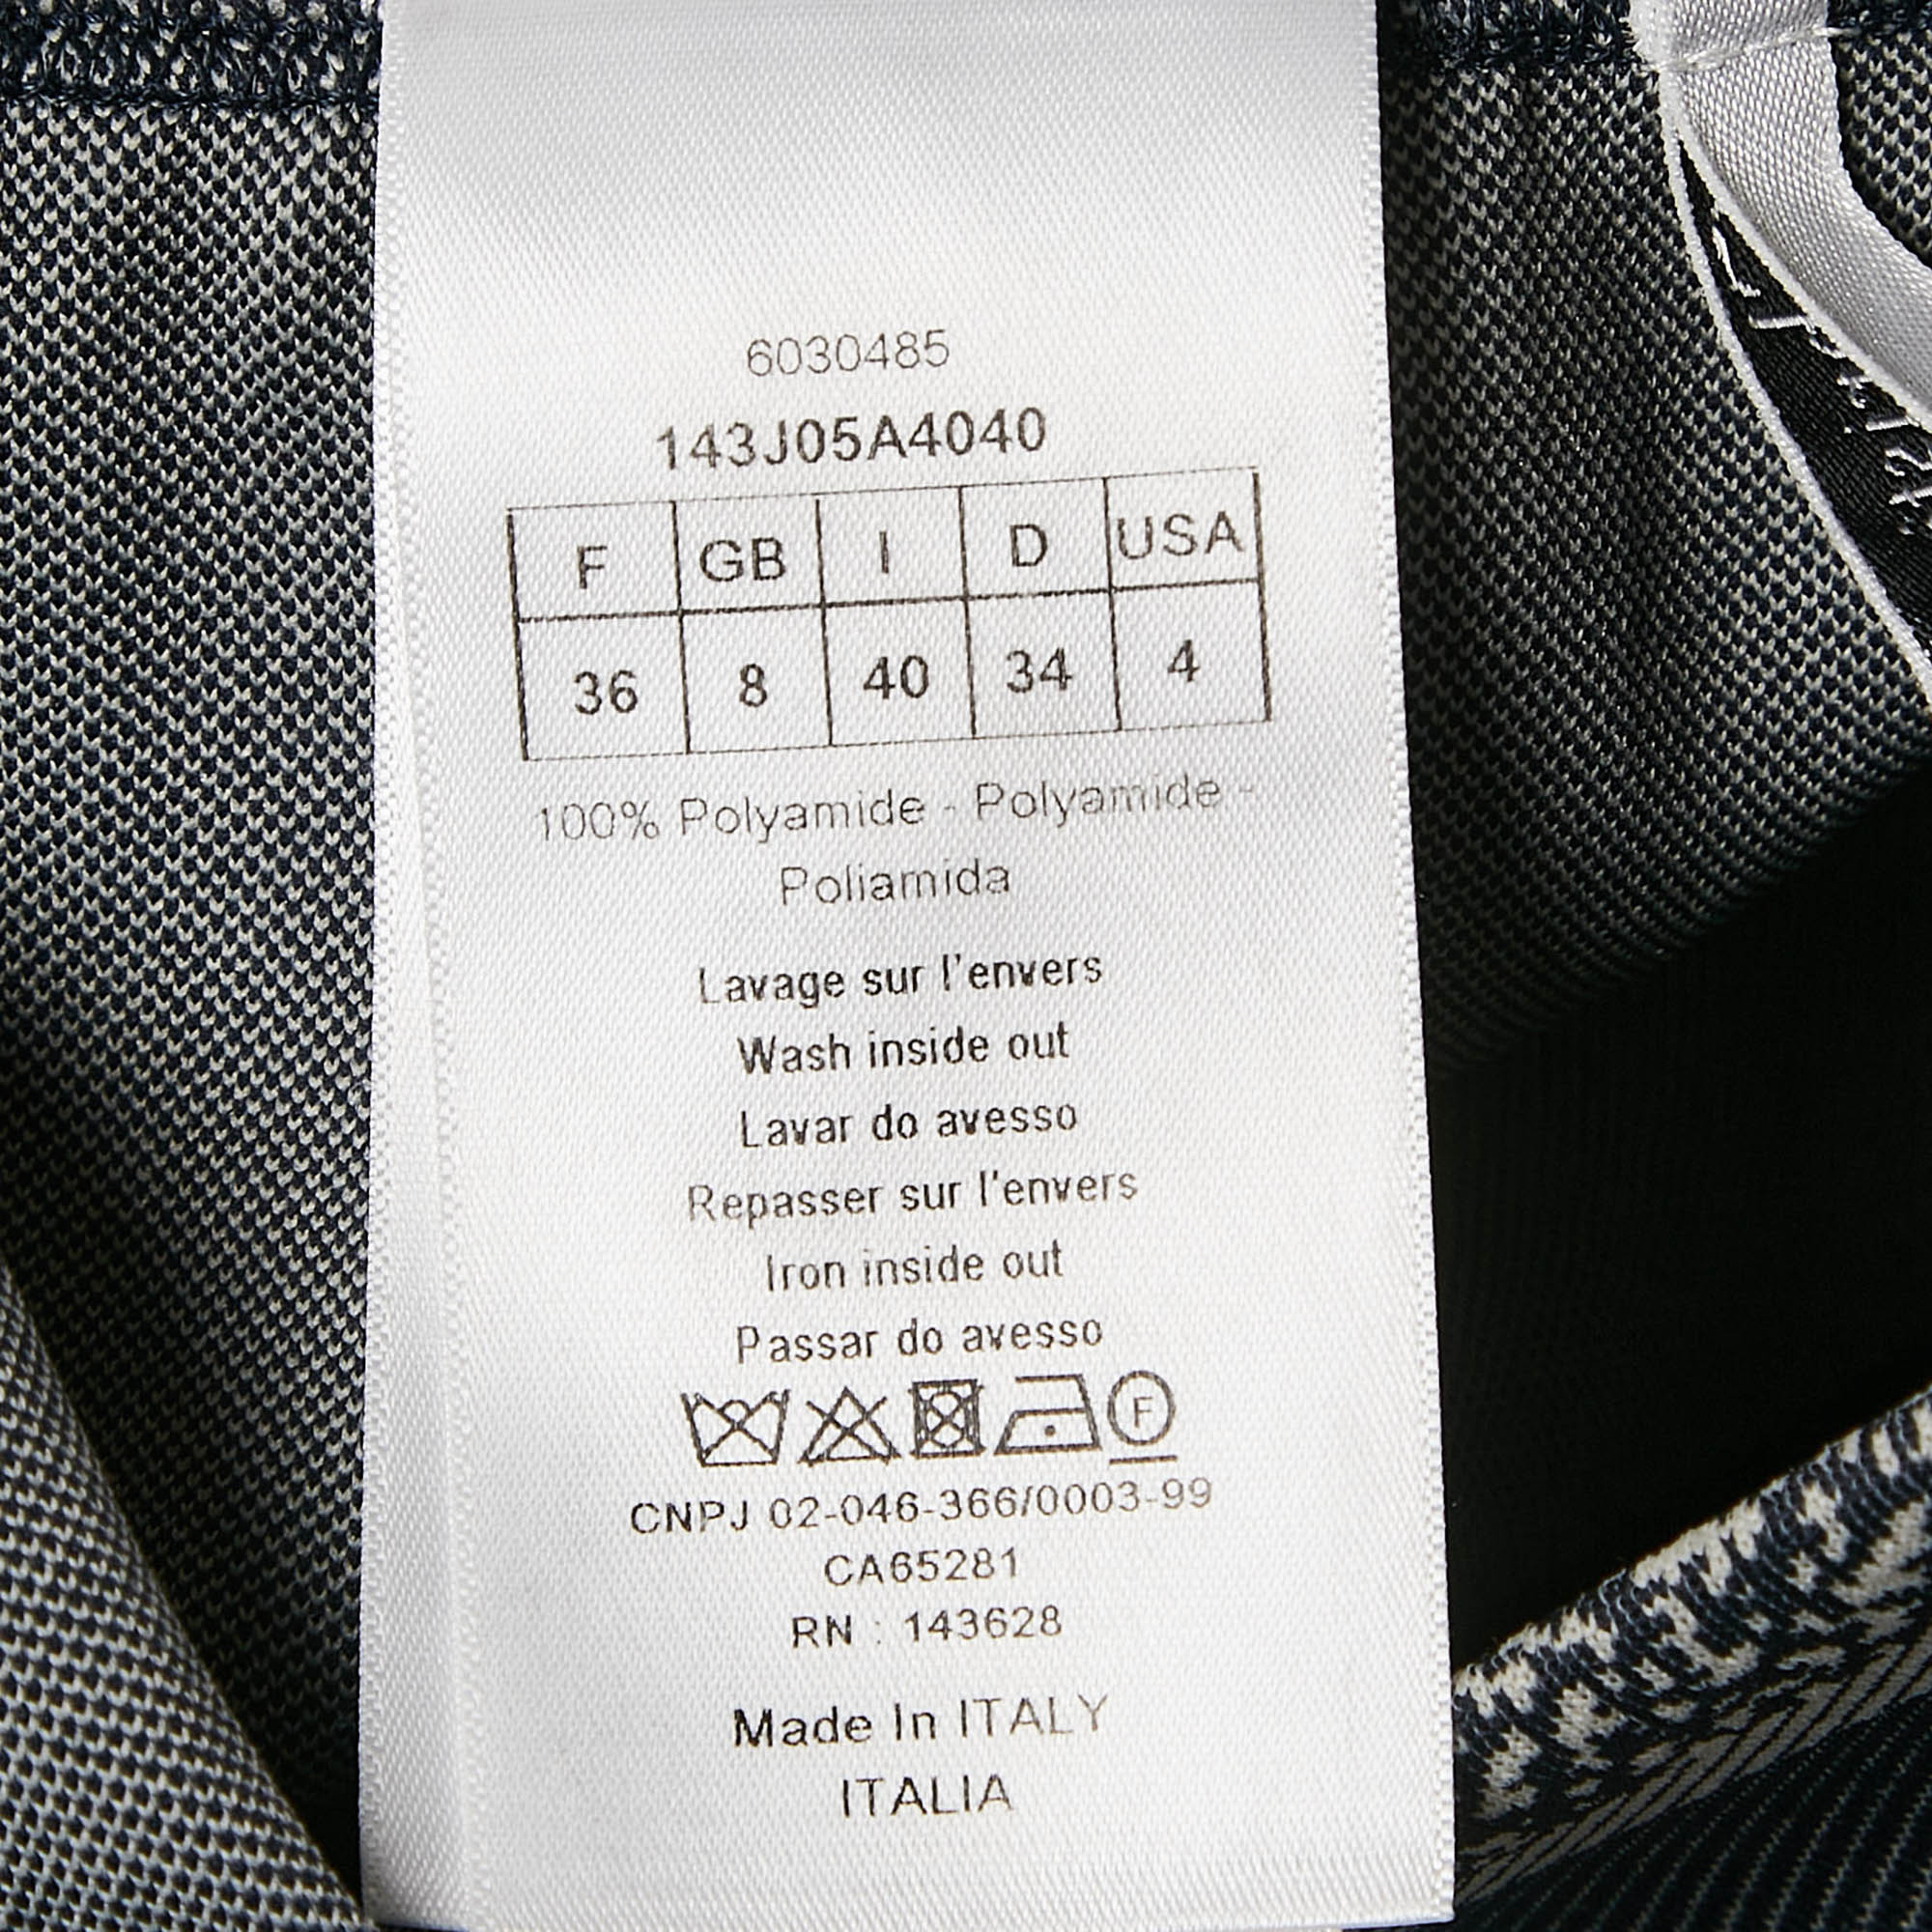 6030485
143J05A4040
F GB I D USA
36 8 40 34 4
100% Polyamide - Polyamide -
Poliamida
Lavage sur l'envers
Wash inside out
Lavar do avesso
Repasser sur l'envers
Iron inside out
Passar do avesso
F
CNPJ 02-046-366/0003-99
CA65281
RN : 143628
Made In ITALY
ITALIA